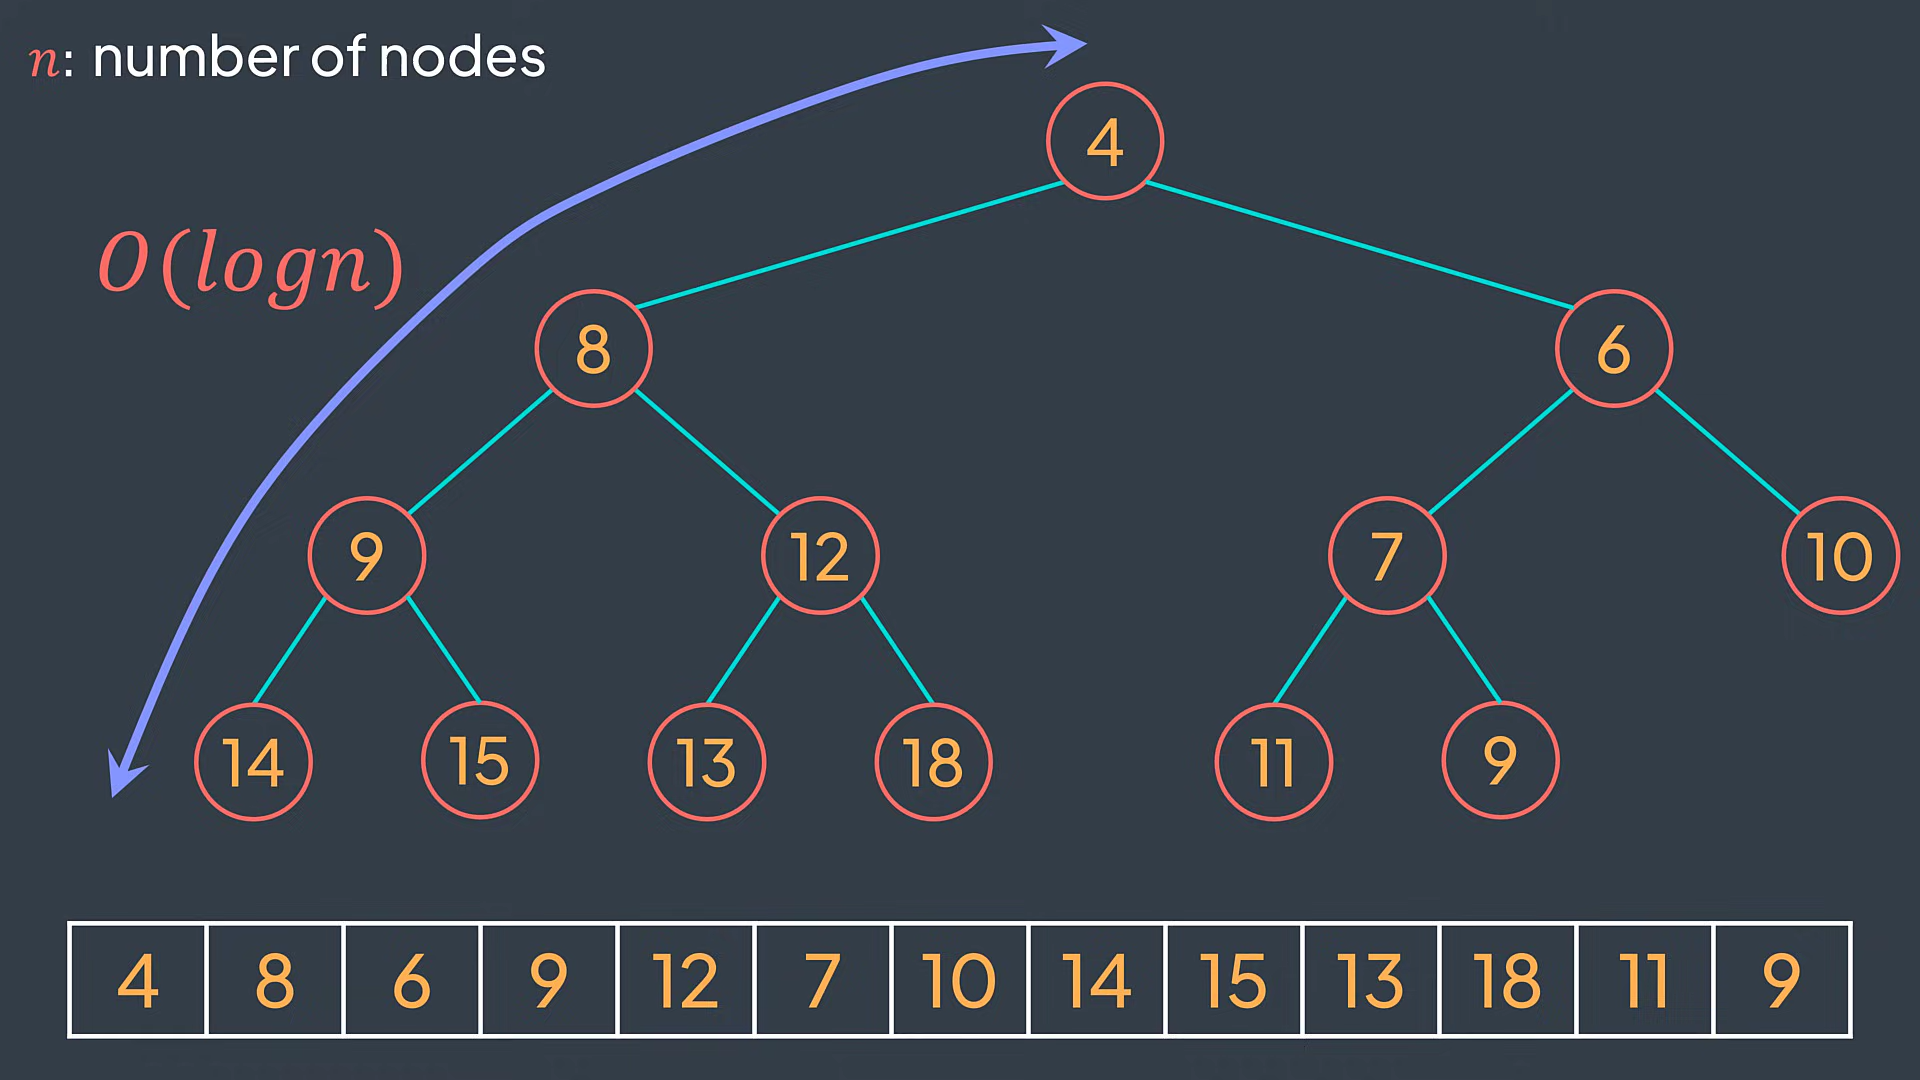 n: number of nodes
4
O(logn)
8 6
9 12 7 10
14 15 13 18 11 9
4 8 6 9 12 7 10 14 15 13 18 11 9